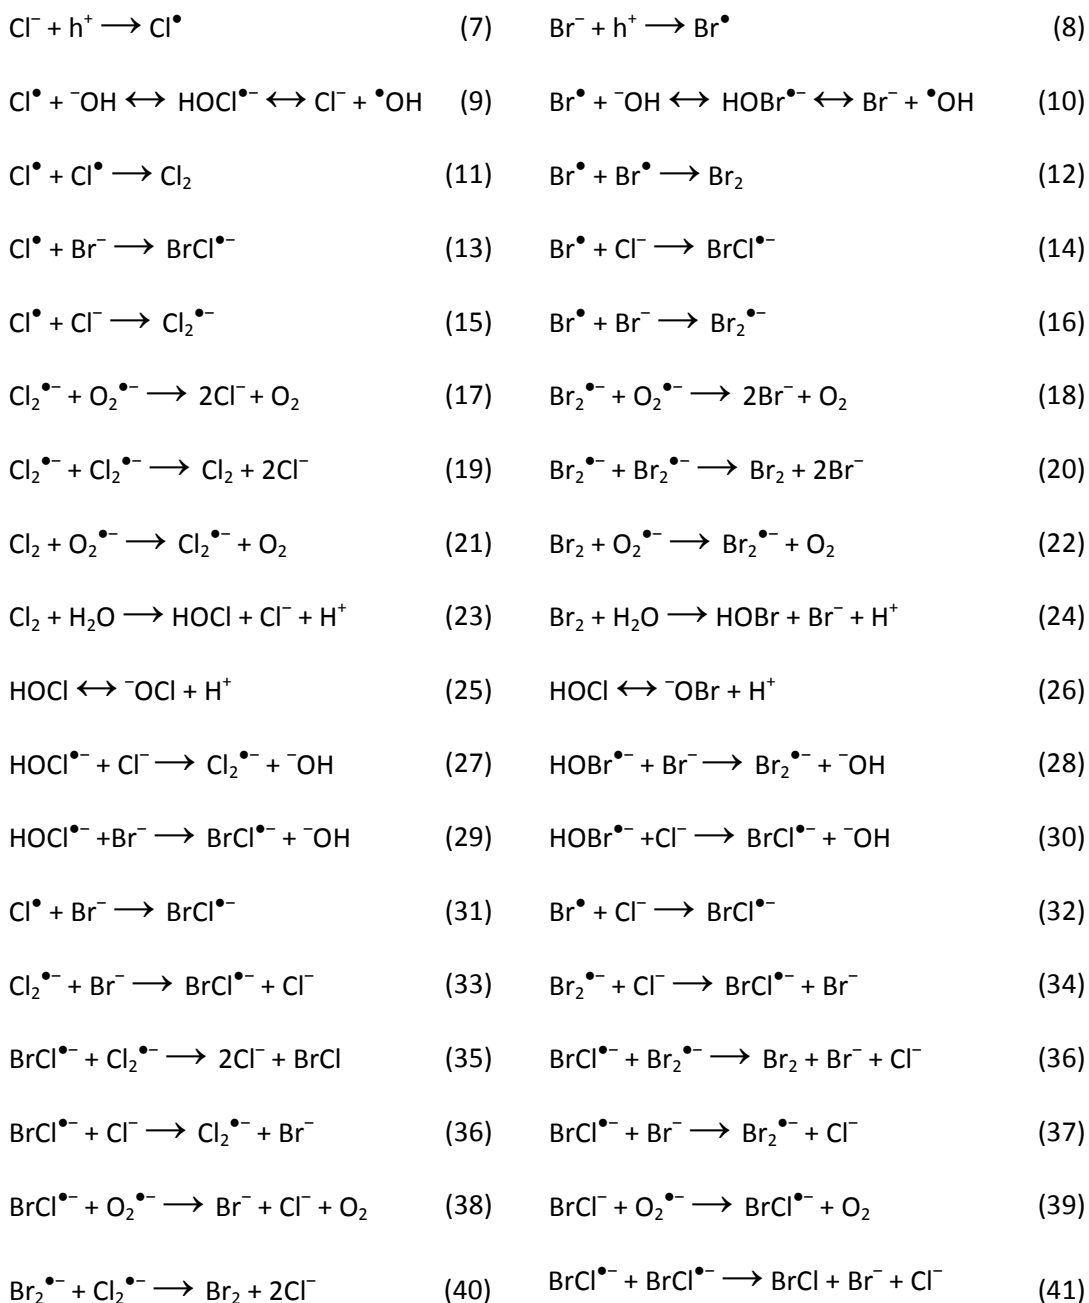 Cl⁻ + h⁺ ⟶ Cl•   (7)   Br⁻ + h⁺ ⟶ Br•   (8)
Cl• + ⁻OH ⟷ HOCl•⁻ ⟷ Cl⁻ + •OH   (9)   Br• + ⁻OH ⟷ HOBr•⁻ ⟷ Br⁻ + •OH   (10)
Cl• + Cl• ⟶ Cl₂   (11)   Br• + Br• ⟶ Br₂   (12)
Cl• + Br⁻ ⟶ BrCl•⁻   (13)   Br• + Cl⁻ ⟶ BrCl•⁻   (14)
Cl• + Cl⁻ ⟶ Cl₂•⁻   (15)   Br• + Br⁻ ⟶ Br₂•⁻   (16)
Cl₂•⁻ + O₂•⁻ ⟶ 2Cl⁻ + O₂   (17)   Br₂•⁻ + O₂•⁻ ⟶ 2Br⁻ + O₂   (18)
Cl₂•⁻ + Cl₂•⁻ ⟶ Cl₂ + 2Cl⁻   (19)   Br₂•⁻ + Br₂•⁻ ⟶ Br₂ + 2Br⁻   (20)
Cl₂ + O₂•⁻ ⟶ Cl₂•⁻ + O₂   (21)   Br₂ + O₂•⁻ ⟶ Br₂•⁻ + O₂   (22)
Cl₂ + H₂O ⟶ HOCl + Cl⁻ + H⁺   (23)   Br₂ + H₂O ⟶ HOBr + Br⁻ + H⁺   (24)
HOCl ⟷ ⁻OCl + H⁺   (25)   HOCl ⟷ ⁻OBr + H⁺   (26)
HOCl•⁻ + Cl⁻ ⟶ Cl₂•⁻ + ⁻OH   (27)   HOBr•⁻ + Br⁻ ⟶ Br₂•⁻ + ⁻OH   (28)
HOCl•⁻ +Br⁻ ⟶ BrCl•⁻ + ⁻OH   (29)   HOBr•⁻ +Cl⁻ ⟶ BrCl•⁻ + ⁻OH   (30)
Cl• + Br⁻ ⟶ BrCl•⁻   (31)   Br• + Cl⁻ ⟶ BrCl•⁻   (32)
Cl₂•⁻ + Br⁻ ⟶ BrCl•⁻ + Cl⁻   (33)   Br₂•⁻ + Cl⁻ ⟶ BrCl•⁻ + Br⁻   (34)
BrCl•⁻ + Cl₂•⁻ ⟶ 2Cl⁻ + BrCl   (35)   BrCl•⁻ + Br₂•⁻ ⟶ Br₂ + Br⁻ + Cl⁻   (36)
BrCl•⁻ + Cl⁻ ⟶ Cl₂•⁻ + Br⁻   (36)   BrCl•⁻ + Br⁻ ⟶ Br₂•⁻ + Cl⁻   (37)
BrCl•⁻ + O₂•⁻ ⟶ Br⁻ + Cl⁻ + O₂   (38)   BrCl⁻ + O₂•⁻ ⟶ BrCl•⁻ + O₂   (39)
Br₂•⁻ + Cl₂•⁻ ⟶ Br₂ + 2Cl⁻   (40)   BrCl•⁻ + BrCl•⁻ ⟶ BrCl + Br⁻ + Cl⁻   (41)